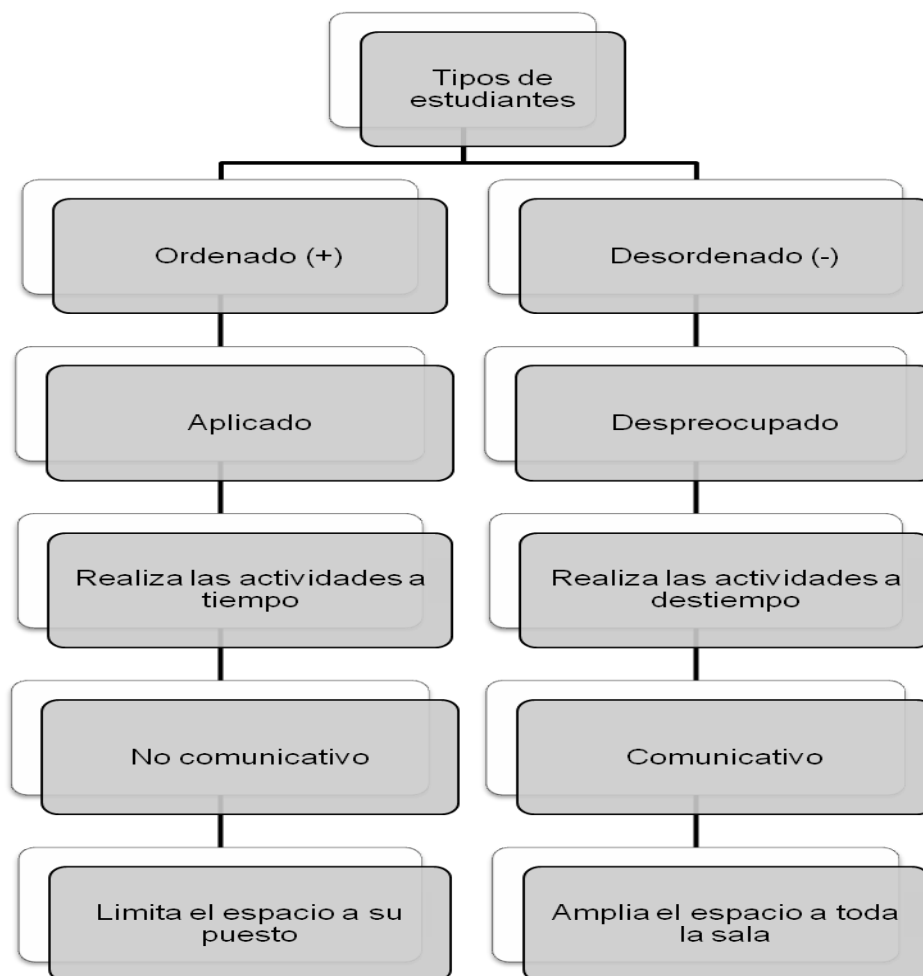 Tipos de
estudiantes
Ordenado (+)
Desordenado (-)
Aplicado
Despreocupado
Realiza las actividades a
tiempo
Realiza las actividades a
destiempo
No comunicativo
Comunicativo
Limita el espacio a su
puesto
Amplia el espacio a toda
la sala